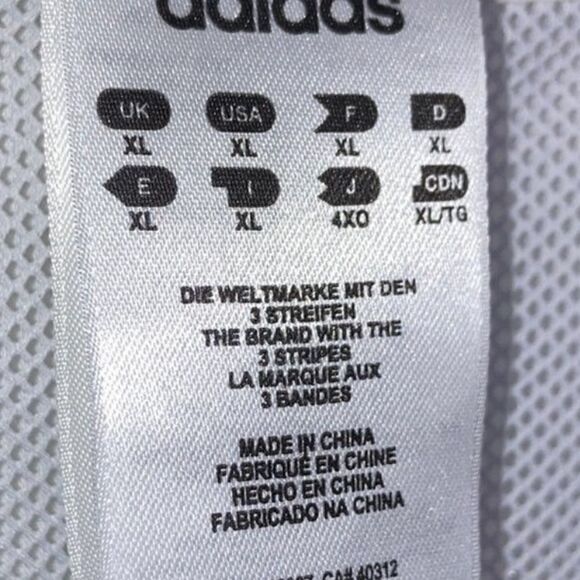 adidas
UK USA F D
XL XL XL XL
E I J CDN
XL XL 4XO XL/TG
DIE WELTMARKE MIT DEN
3 STREIFEN
THE BRAND WITH THE
3 STRIPES
LA MARQUE AUX
3 BANDES
MADE IN CHINA
FABRIQUÉ EN CHINE
HECHO EN CHINA
FABRICADO NA CHINA
CA# 40312